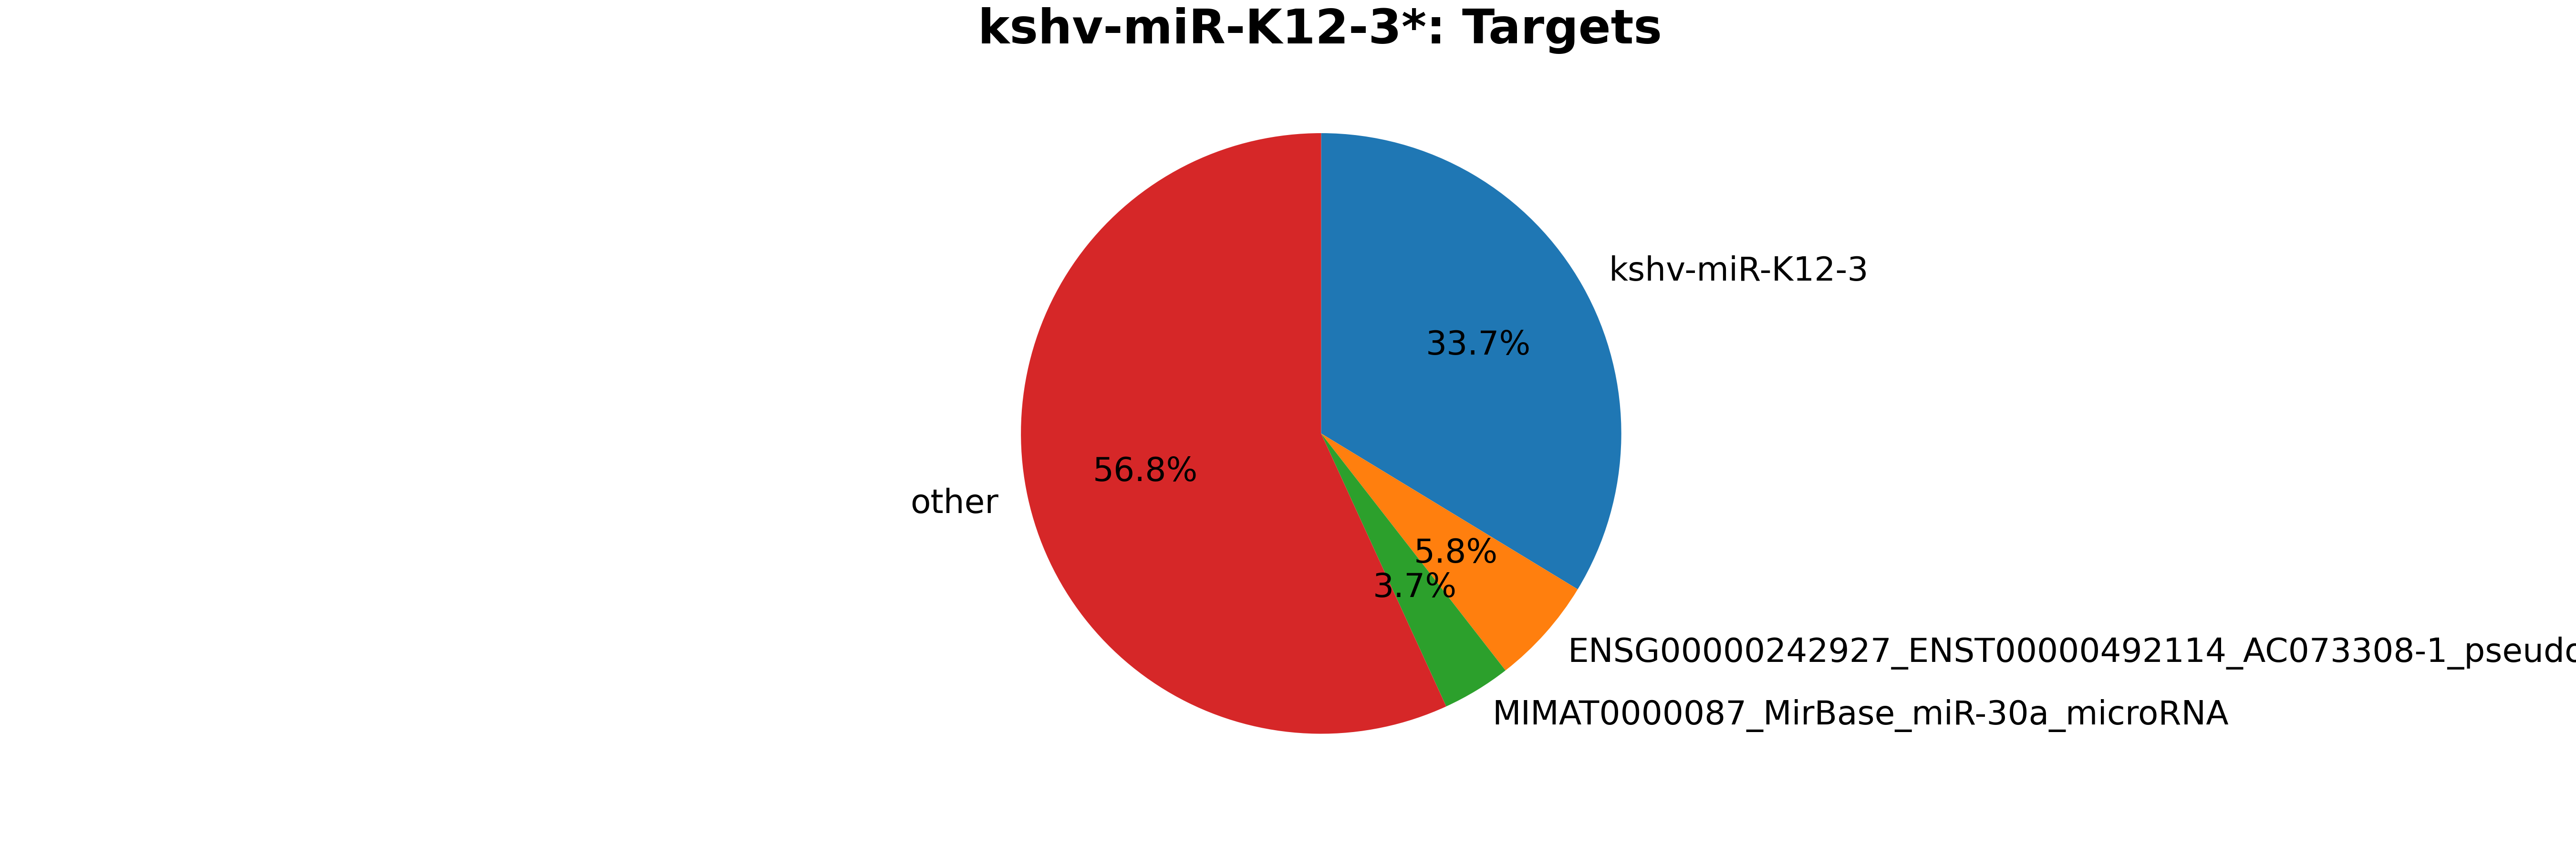 kshv-miR-K12-3*: Targets
kshv-miR-K12-3
33.7%
56.8%
other
5.8%
3.7%
ENSG00000242927_ENST00000492114_AC073308-1_pseudo
MIMAT0000087_MirBase_miR-30a_microRNA